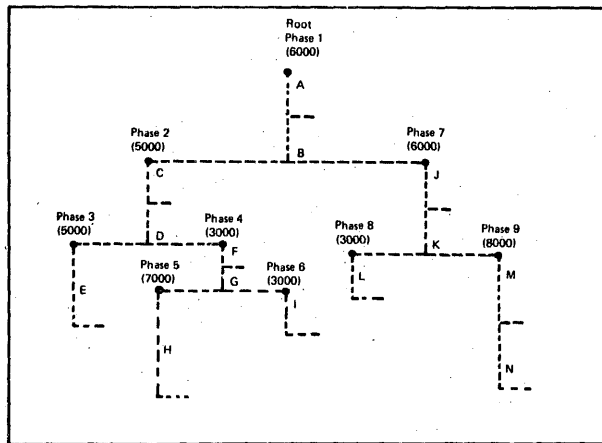 Root
Phase 1
(6000)
A
Phase 2
(5000)
B
Phase 7
(6000)
C
J
Phase 3
(5000)
D
Phase 4
(3000)
F
Phase 8
(3000)
K
Phase 9
(8000)
E
Phase 5
(7000)
G
Phase 6
(3000)
I
L
M
H
N